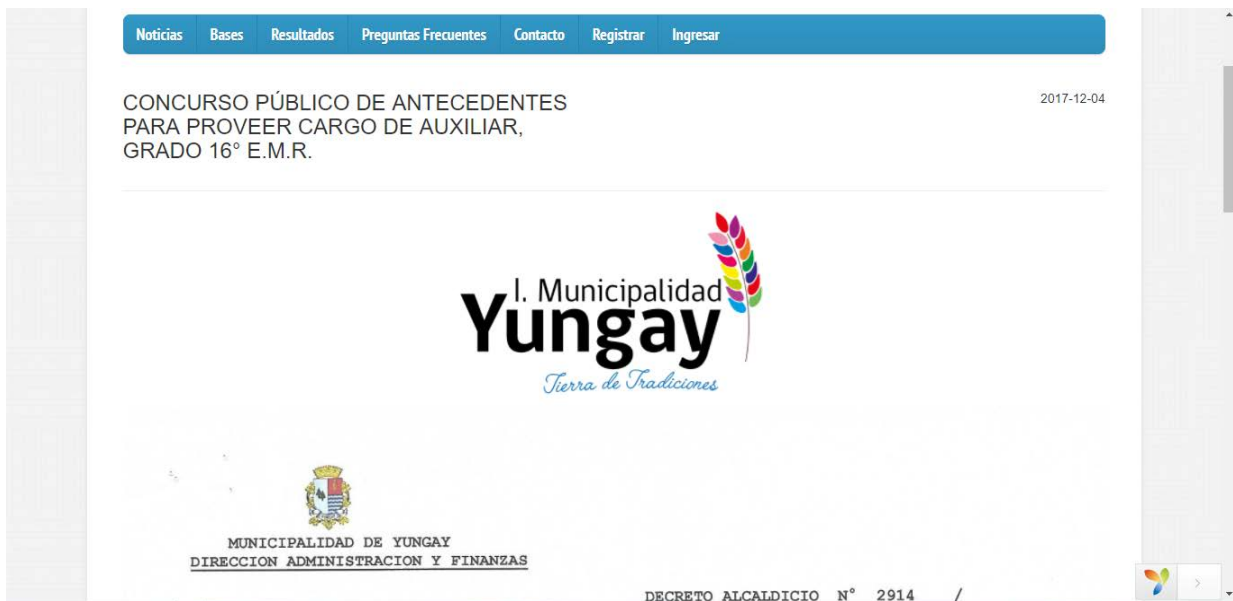 Noticias Bases Resultados Preguntas Frecuentes Contacto Registrar Ingresar
CONCURSO PÚBLICO DE ANTECEDENTES
PARA PROVEER CARGO DE AUXILIAR,
GRADO 16° E.M.R.
2017-12-04
I. Municipalidad
Yungay
Tierra de Tradiciones
MUNICIPALIDAD DE YUNGAY
DIRECCION ADMINISTRACION Y FINANZAS
DECRETO ALCALDICIO N° 2914 /